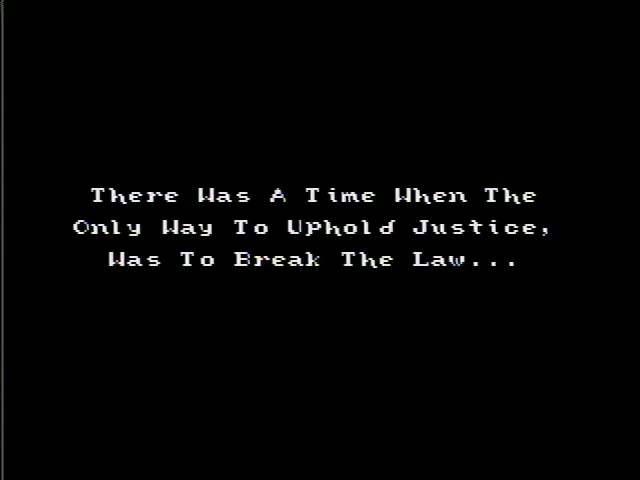 There Was A Time When The
Only Way To Uphold Justice,
Was To Break The Law...